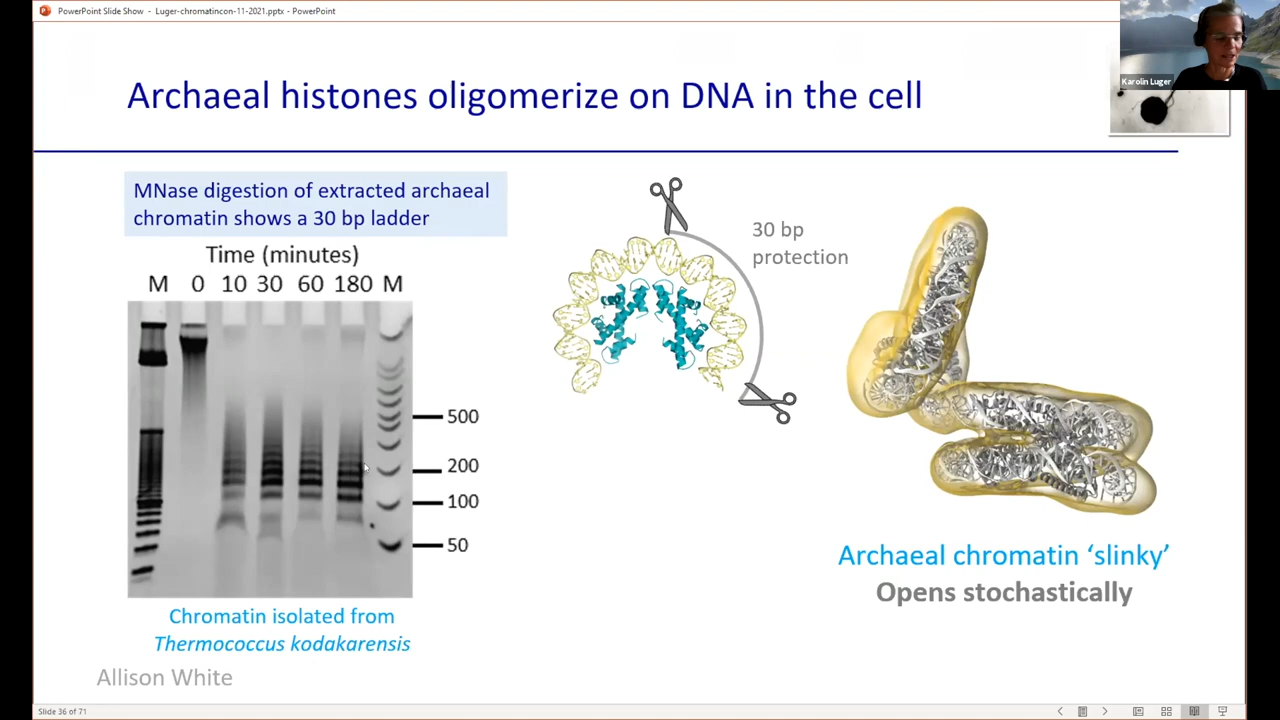 PowerPoint Slide Show - Luger-chromatincon-11-2021.pptx - PowerPoint
Karolin Luger
Archaeal histones oligomerize on DNA in the cell
MNase digestion of extracted archaeal
chromatin shows a 30 bp ladder
Time (minutes)
M 0 10 30 60 180 M
500
200
100
50
Chromatin isolated from
Thermococcus kodakarensis
Allison White
30 bp
protection
Archaeal chromatin ‘slinky’
Opens stochastically
Slide 36 of 71